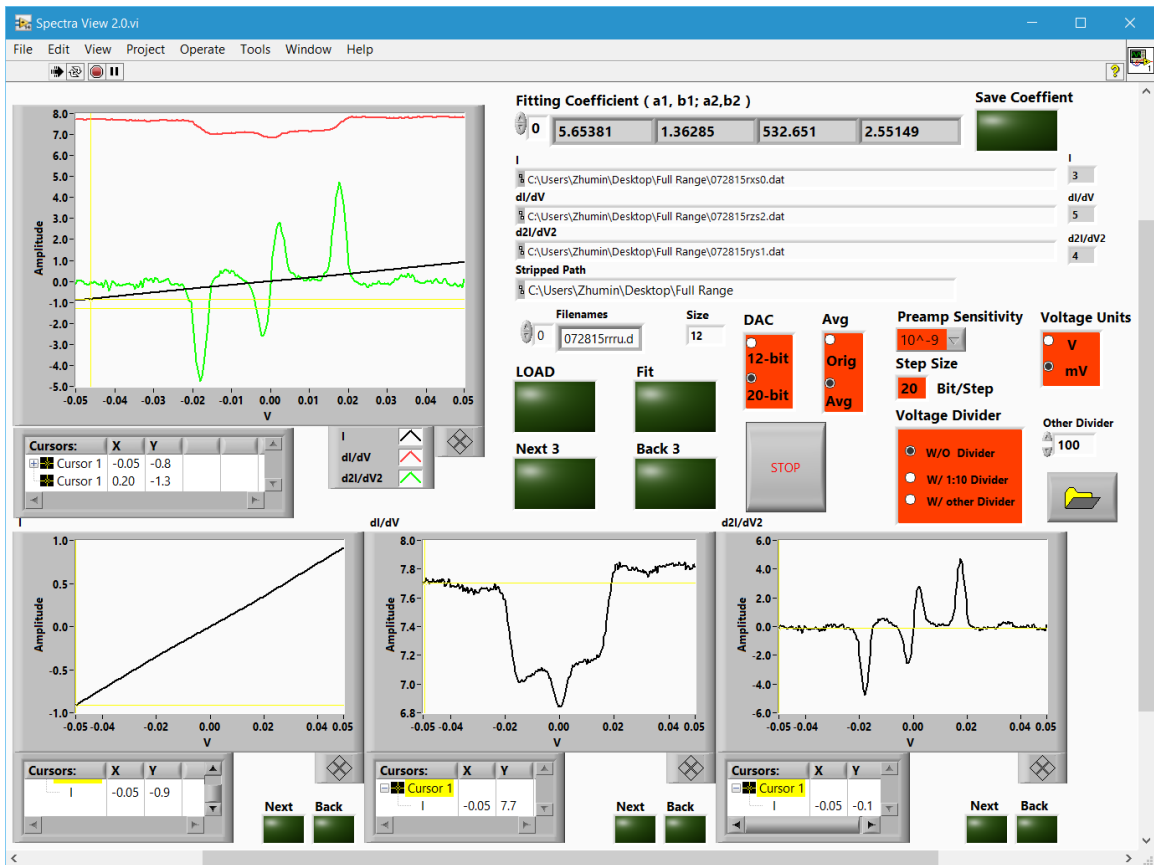 Spectra View 2.0.vi
File Edit View Project Operate Tools Window Help
1
Fitting Coefficient ( a1, b1; a2,b2 )
Save Coeffient
0 5.65381 1.36285 532.651 2.55149
I
C:\Users\Zhumin\Desktop\Full Range\072815rxs0.dat
I
3
dI/dV
C:\Users\Zhumin\Desktop\Full Range\072815rzs2.dat
dI/dV
5
d2I/dV2
C:\Users\Zhumin\Desktop\Full Range\072815rys1.dat
d2I/dV2
4
Stripped Path
C:\Users\Zhumin\Desktop\Full Range
Filenames
0 072815rrru.d
Size
12
DAC
12-bit
20-bit
Avg
Orig
Avg
Preamp Sensitivity
10^-9
Step Size
20 Bit/Step
Voltage Units
V
mV
LOAD
Fit
Next 3
Back 3
STOP
Voltage Divider
W/O Divider
W/ 1:10 Divider
W/ other Divider
Other Divider
100
Amplitude
8.0
7.0
6.0
5.0
4.0
3.0
2.0
1.0
0.0
-1.0
-2.0
-3.0
-4.0
-5.0
-0.05 -0.04 -0.03 -0.02 -0.01 0.00 0.01 0.02 0.03 0.04 0.05
V
Cursors: X Y
Cursor 1 -0.05 -0.8
Cursor 1 0.20 -1.3
I
dI/dV
d2I/dV2
I
Amplitude
1.0
0.5
0.0
-0.5
-1.0
-0.05 -0.04 -0.02 0.00 0.02 0.04 0.05
V
Cursors: X Y
I -0.05 -0.9
Next Back
dI/dV
Amplitude
8.0
7.8
7.6
7.4
7.2
7.0
6.8
-0.05 -0.04 -0.02 0.00 0.02 0.04 0.05
V
Cursors: X Y
Cursor 1
I -0.05 7.7
Next Back
d2I/dV2
Amplitude
6.0
4.0
2.0
0.0
-2.0
-4.0
-6.0
-0.05 -0.04 -0.02 0.00 0.02 0.04 0.05
V
Cursors: X Y
Cursor 1
I -0.05 -0.1
Next Back